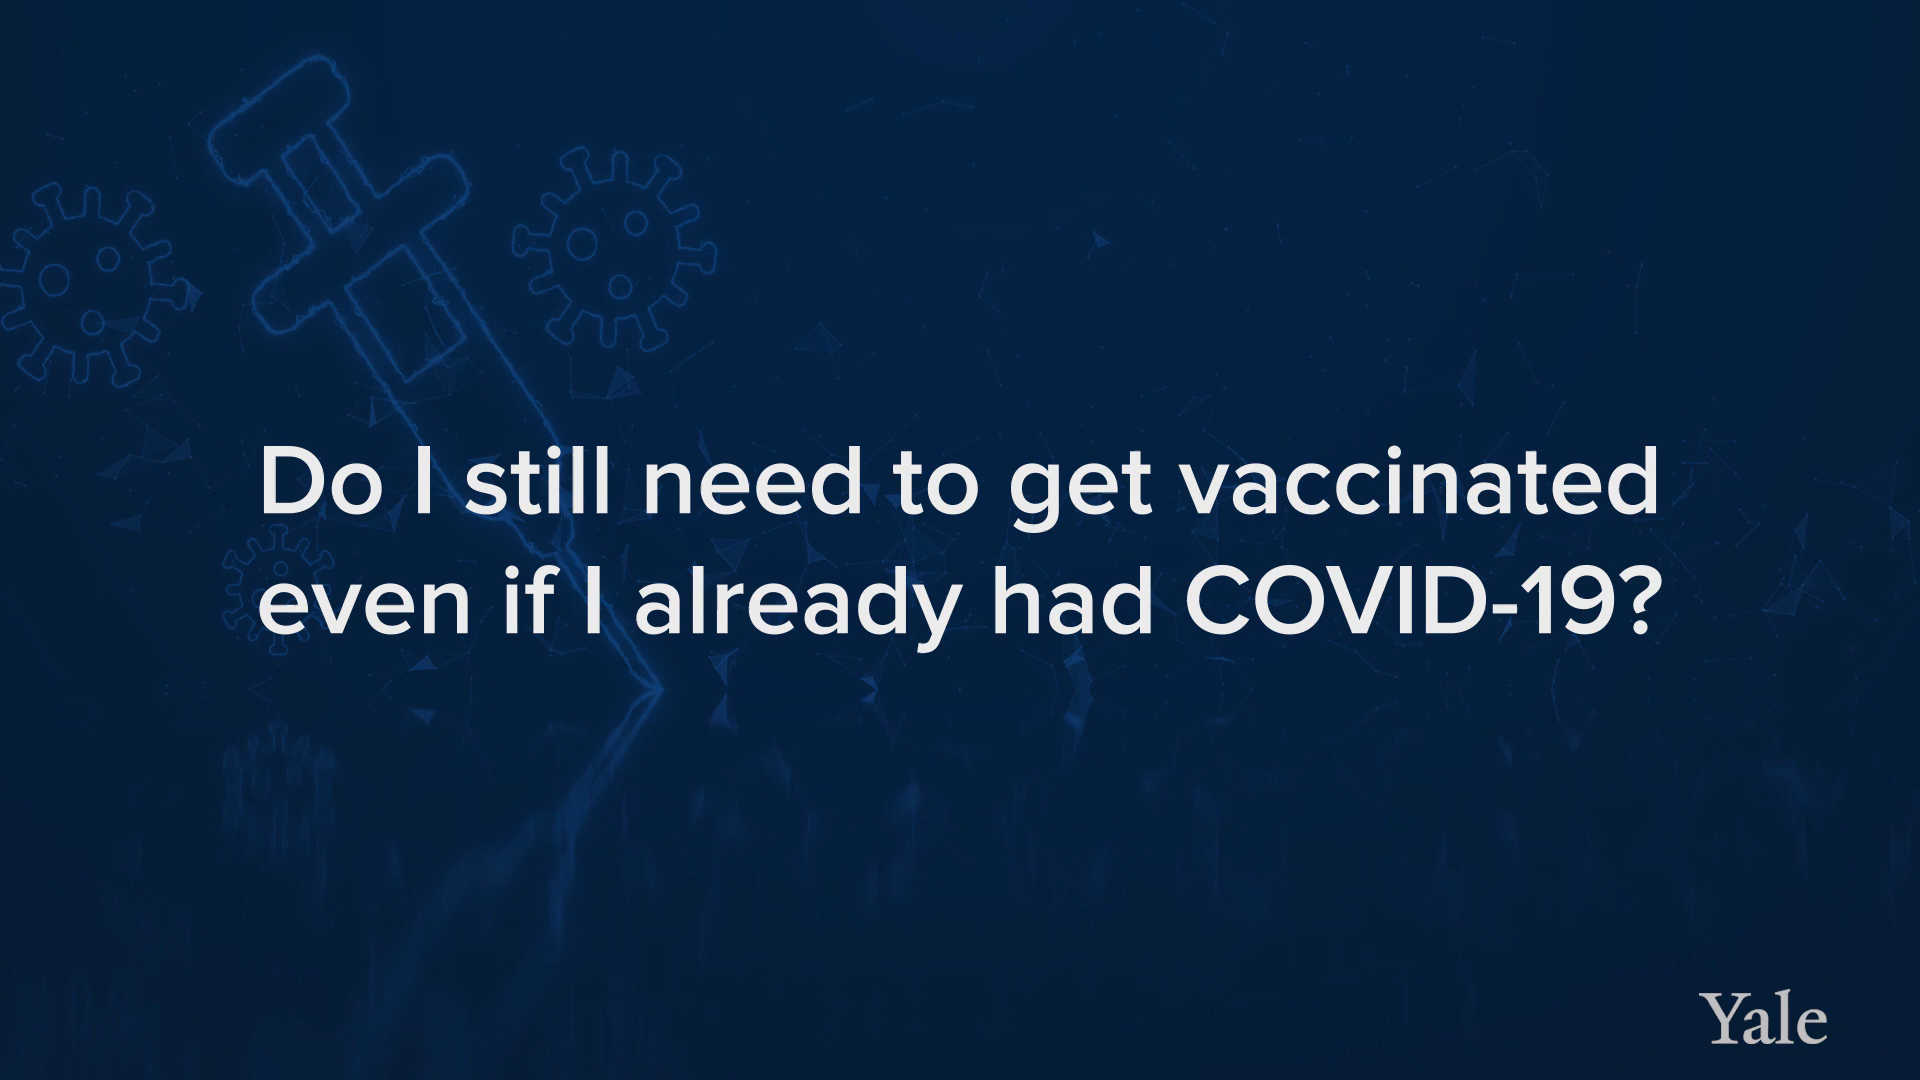 Do I still need to get vaccinated
even if I already had COVID-19?
Yale